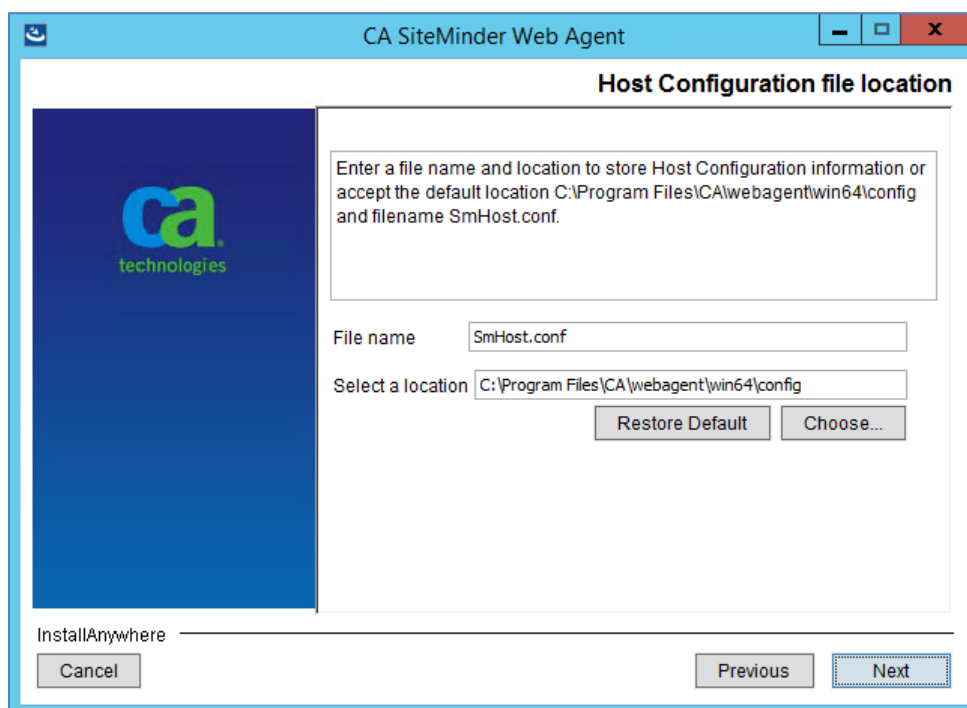 CA SiteMinder Web Agent
Host Configuration file location
ca
technologies
Enter a file name and location to store Host Configuration information or
accept the default location C:\Program Files\CA\webagent\win64\config
and filename SmHost.conf.
File name SmHost.conf
Select a location C:\Program Files\CA\webagent\win64\config
Restore Default Choose...
InstallAnywhere
Cancel Previous Next